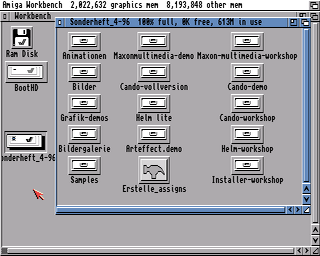 Amiga Workbench 2,022,632 graphics mem 8,193,848 other mem
Workbench
Sonderheft_4-96 100% full, 0K free, 613M in use
Ram Disk
BootHD
onderheft_4-96
Animationen Maxonmultimedia-demo Maxon-multimedia-workshop
Bilder Cando-vollversion Cando-demo
Grafik-demos Helm lite Cando-workshop
Bildergalerie Arteffect.demo Helm-workshop
Samples Erstelle_assigns Installer-workshop